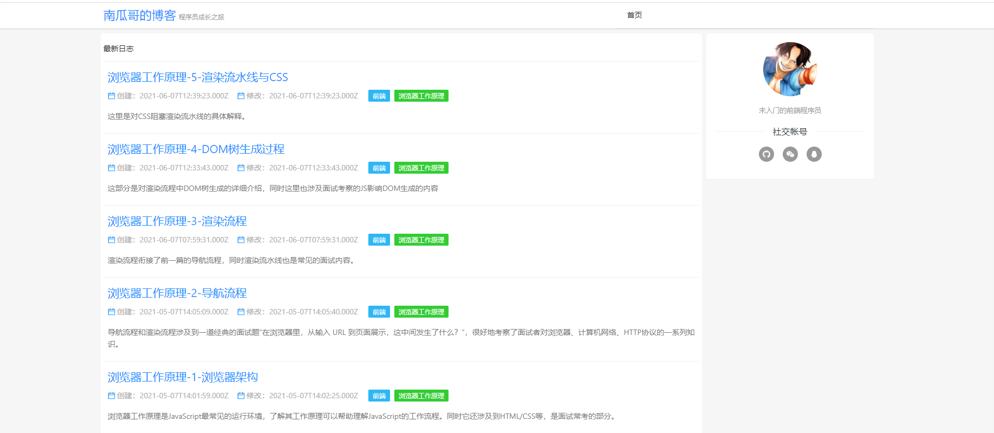 南瓜哥的博客 程序员成长之旅
首页
最新日志
浏览器工作原理-5-渲染流水线与CSS
创建：2021-06-07T12:39:23.000Z 修改：2021-06-07T12:39:23.000Z 前端 浏览器工作原理
这里是对CSS阻塞渲染流水线的具体解释。
浏览器工作原理-4-DOM树生成过程
创建：2021-06-07T12:33:43.000Z 修改：2021-06-07T12:33:43.000Z 前端 浏览器工作原理
这部分是对渲染流程中DOM树生成的详细介绍，同时这里也涉及面试考察的JS影响DOM生成的内容
浏览器工作原理-3-渲染流程
创建：2021-06-07T07:59:31.000Z 修改：2021-06-07T07:59:31.000Z 前端 浏览器工作原理
渲染流程衔接了前一篇的导航流程，同时渲染流水线也是常见的面试内容。
浏览器工作原理-2-导航流程
创建：2021-05-07T14:05:09.000Z 修改：2021-05-07T14:05:40.000Z 前端 浏览器工作原理
导航流程和渲染流程涉及到一道经典的面试题“在浏览器里，从输入 URL 到页面展示，这中间发生了什么？”，很好地考察了面试者对浏览器、计算机网络、HTTP协议的一系列知
识。
浏览器工作原理-1-浏览器架构
创建：2021-05-07T14:01:59.000Z 修改：2021-05-07T14:02:25.000Z 前端 浏览器工作原理
浏览器工作原理是JavaScript最常见的运行环境，了解其工作原理可以帮助理解JavaScript的工作流程。同时它还涉及到HTML/CSS等，是面试常考的部分。
未入门的前端程序员
社交帐号